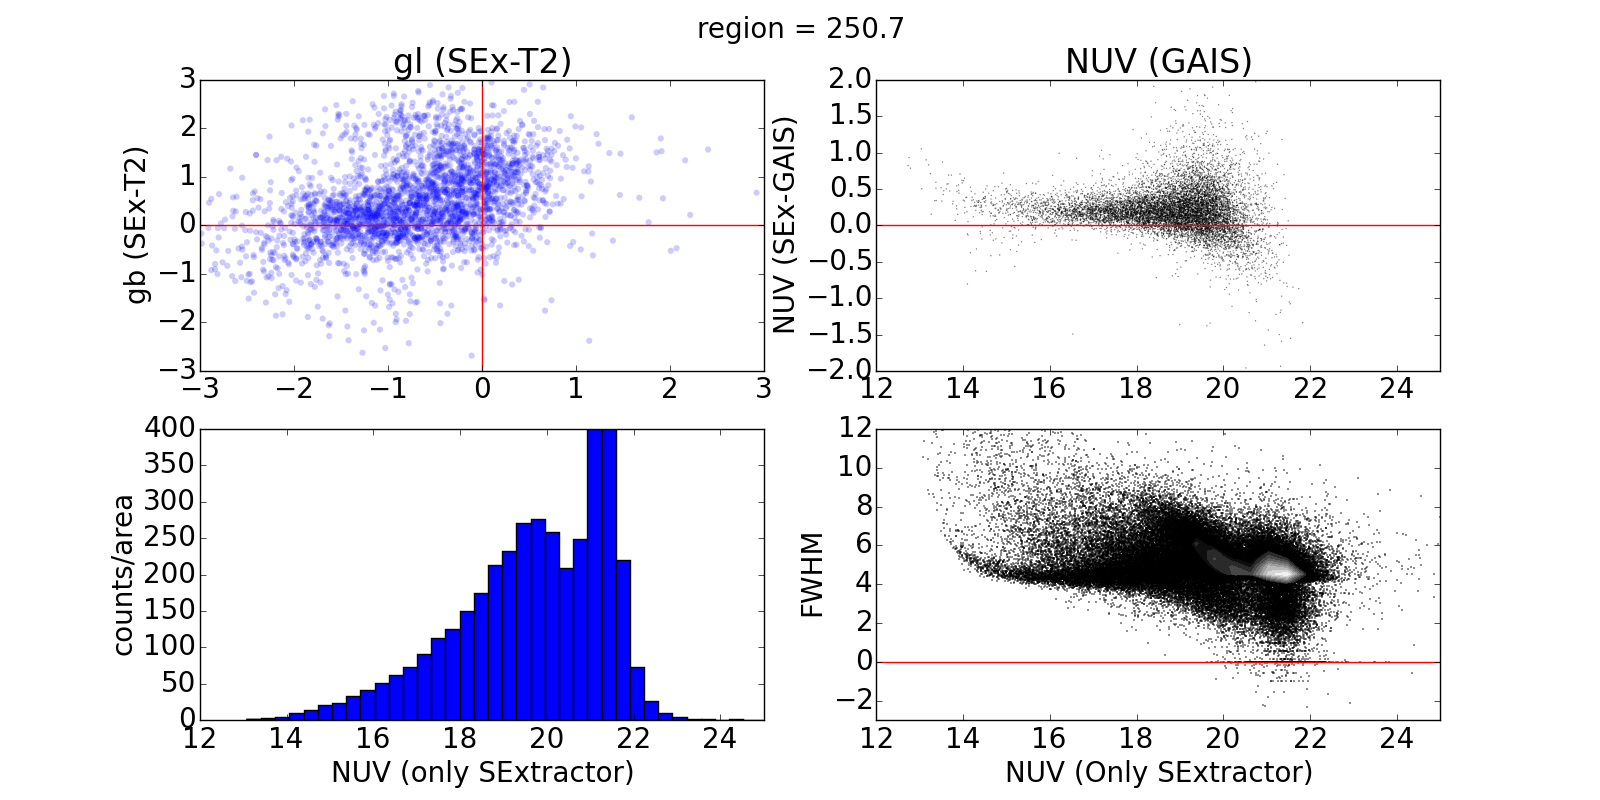 region = 250.7
gl (SEx-T2)
NUV (GAIS)
gb (SEx-T2)
3
2
1
0
−1
−2
−3
−3 −2 −1 0 1 2 3
NUV (SEx-GAIS)
2.0
1.5
1.0
0.5
0.0
−0.5
−1.0
−1.5
−2.0
12 14 16 18 20 22 24
counts/area
400
350
300
250
200
150
100
50
0
12 14 16 18 20 22 24
NUV (only SExtractor)
FWHM
12
10
8
6
4
2
0
−2
12 14 16 18 20 22 24
NUV (Only SExtractor)